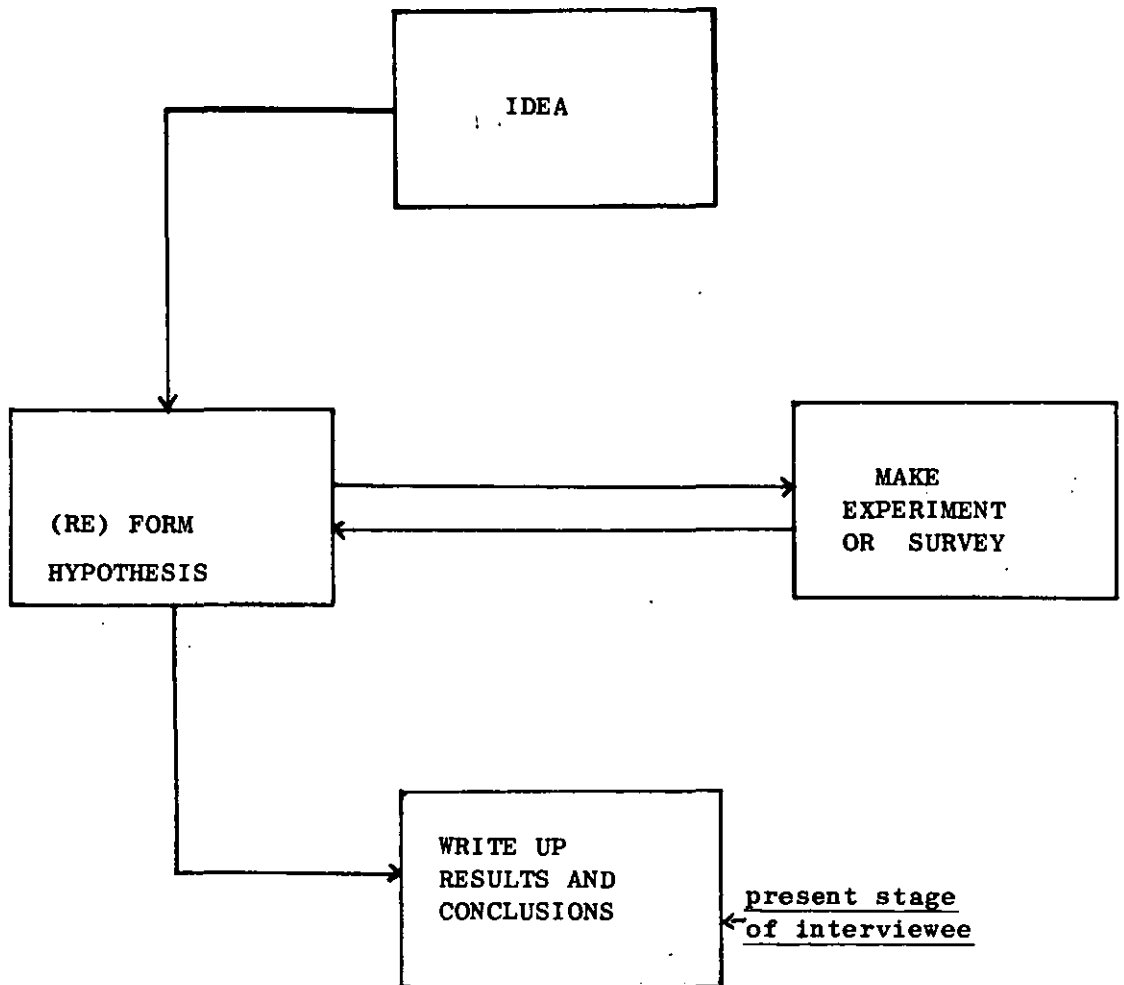 IDEA
(RE) FORM
HYPOTHESIS
MAKE
EXPERIMENT
OR SURVEY
WRITE UP
RESULTS AND
CONCLUSIONS
present stage
of interviewee